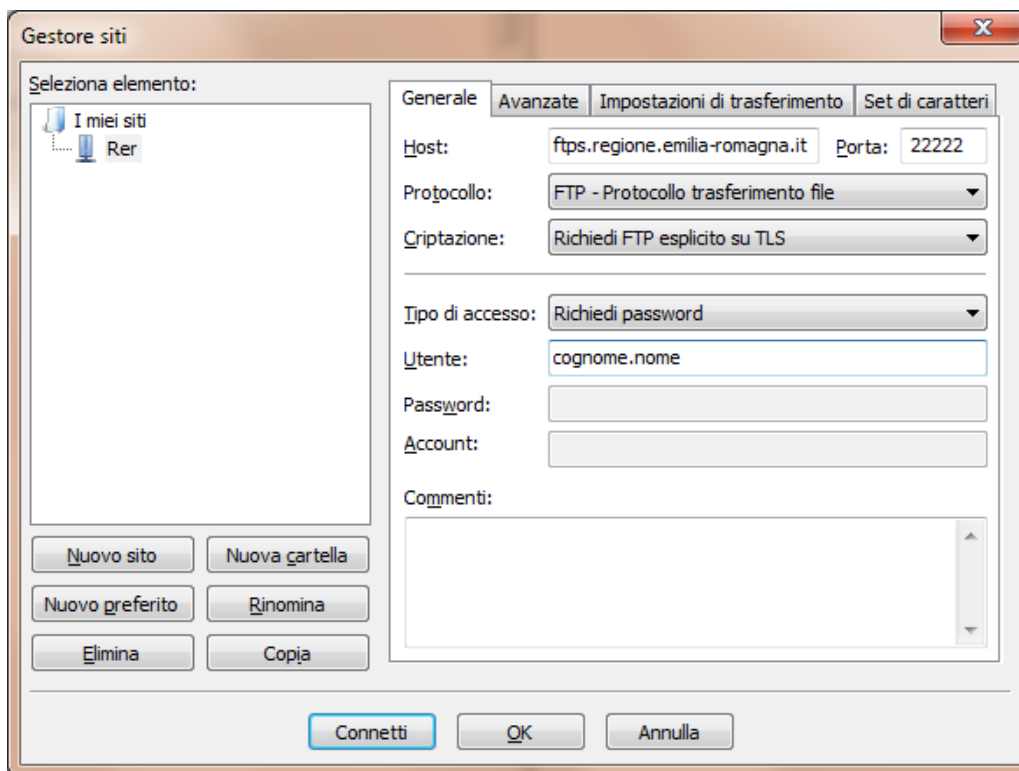 Gestore siti
Seleziona elemento:
I miei siti
Rer
Nuovo sito
Nuova cartella
Nuovo preferito
Rinomina
Elimina
Copia
Generale
Avanzate
Impostazioni di trasferimento
Set di caratteri
Host:
ftps.regione.emilia-romagna.it
Porta:
22222
Protocollo:
FTP - Protocollo trasferimento file
Criptazione:
Richiedi FTP esplicito su TLS
Tipo di accesso:
Richiedi password
Utente:
cognome.nome
Password:
Account:
Commenti:
Connetti
OK
Annulla